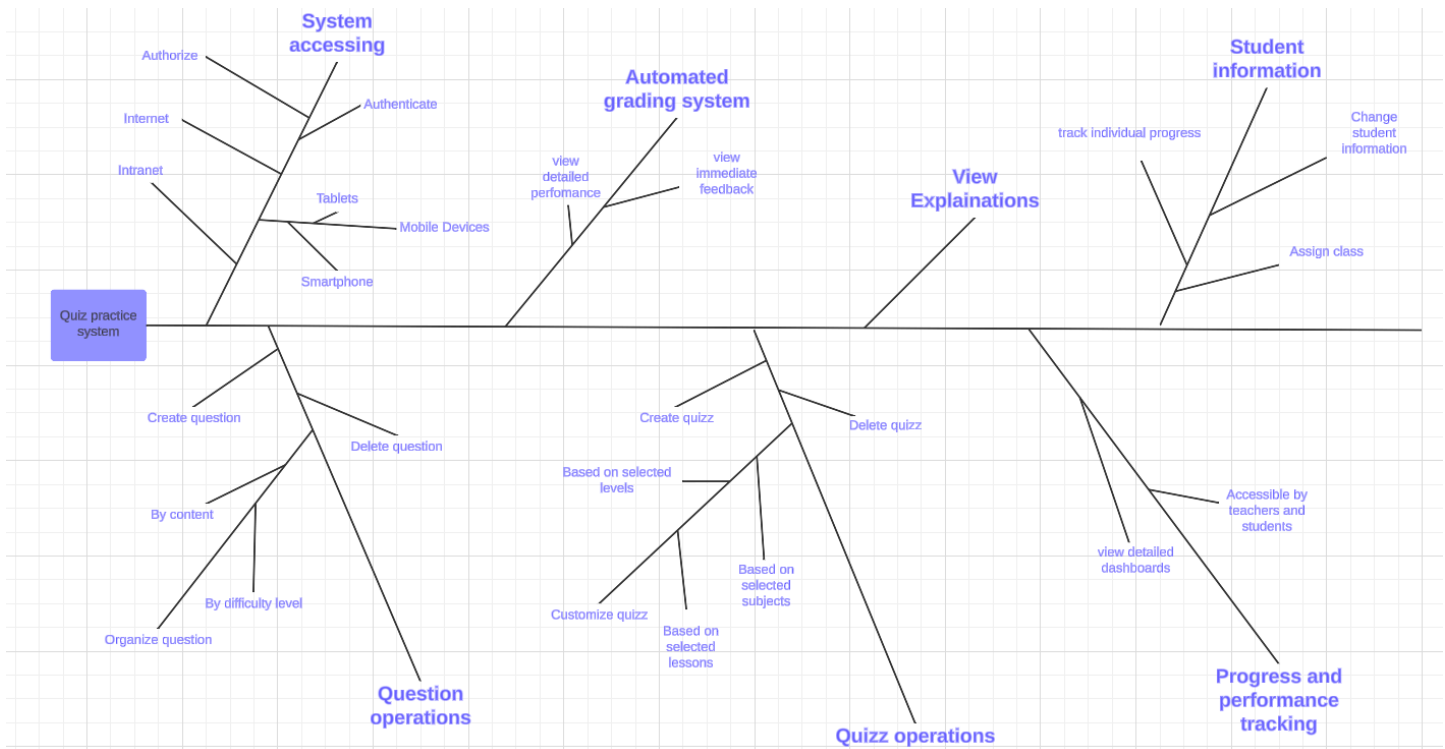 System
accessing
Authorize
Authenticate
Internet
Intranet
Tablets
Mobile Devices
Smartphone
Automated
grading system
view
detailed
perfomance
view
immediate
feedback
View
Explainations
Student
information
track individual progress
Change
student
information
Assign class
Quiz practice
system
Create question
Delete question
By content
By difficulty level
Organize question
Question
operations
Create quizz
Delete quizz
Based on selected
levels
Based on
selected
subjects
Customize quizz
Based on
selected
lessons
Quizz operations
Accessible by
teachers and
students
view detailed
dashboards
Progress and
performance
tracking